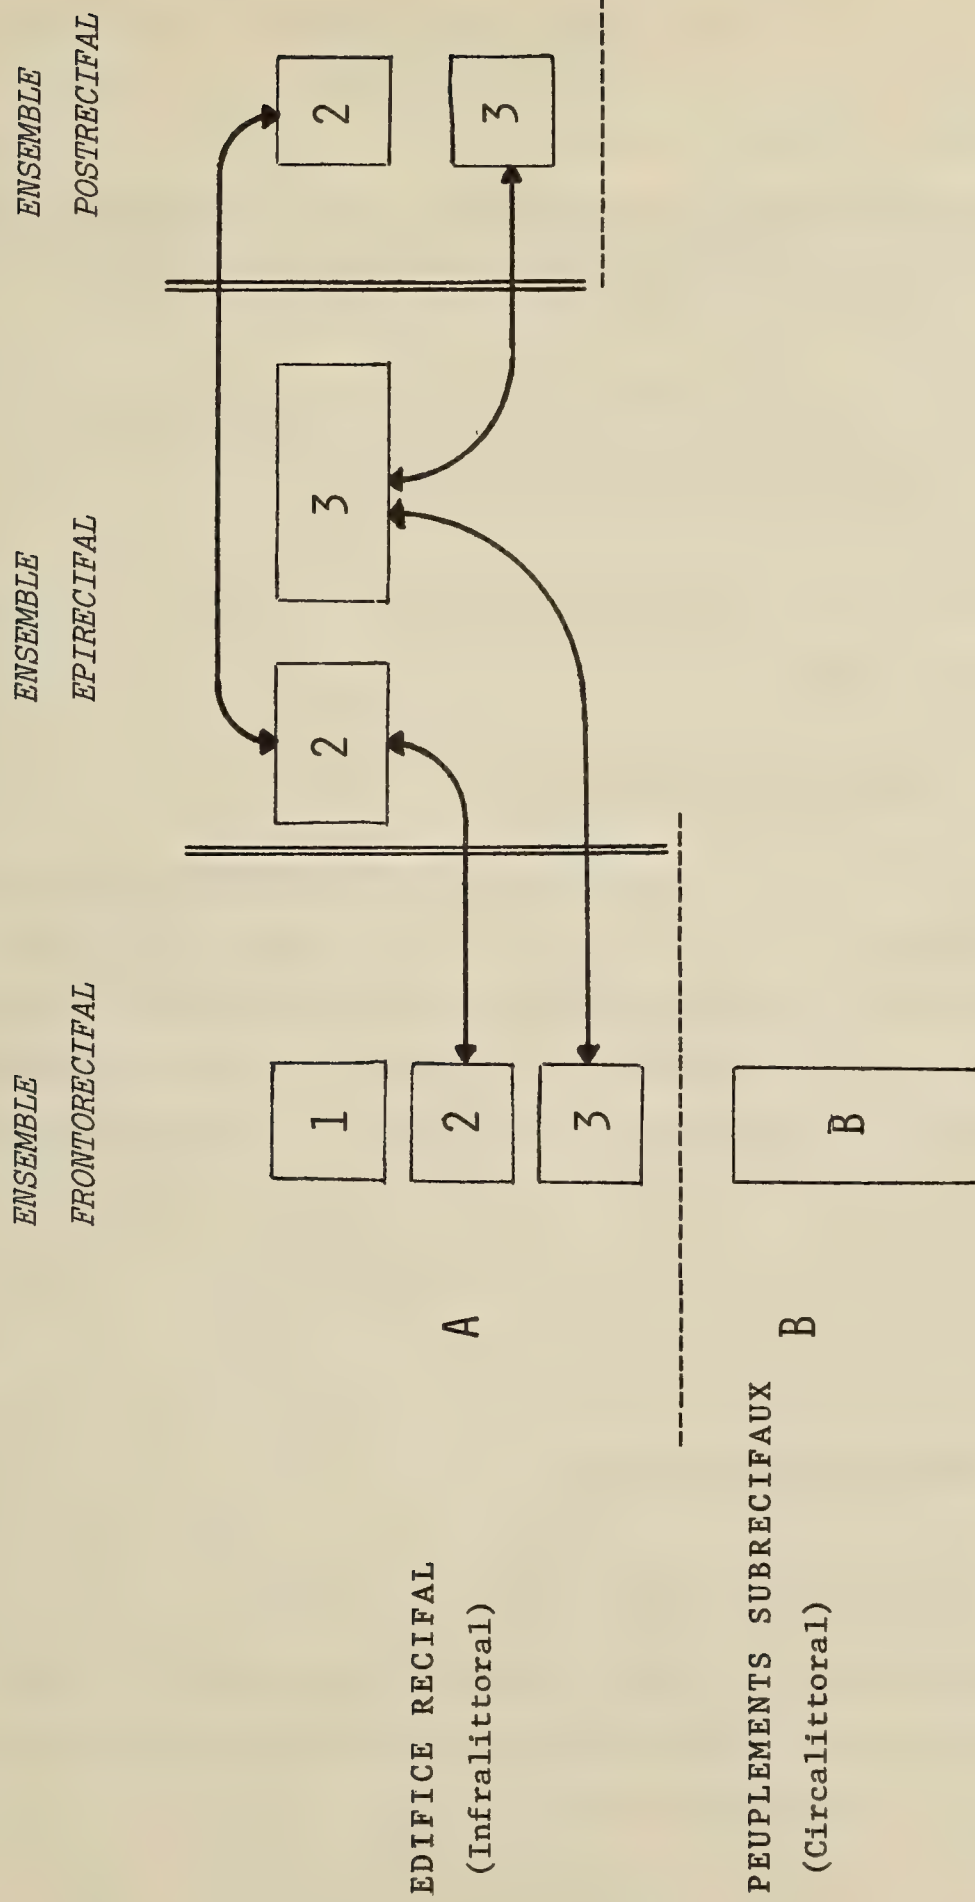 ENSEMBLE
FRONTORECIFAL
ENSEMBLE
EPIRECIFAL
ENSEMBLE
POSTRECIFAL
EDIFICE RECIFAL
(Infralittoral)
A
1
2
3
2
3
2
3
PEUPLEMENTS SUBRECIFAUX
(Circalittoral)
B
B